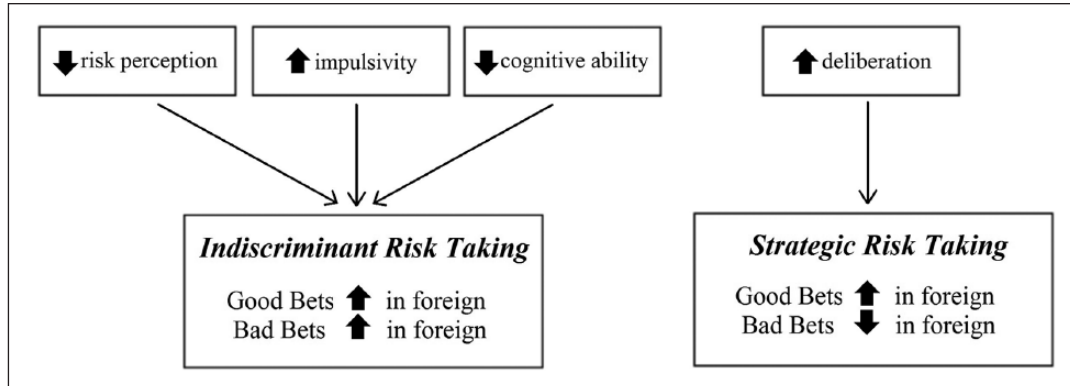 risk perception
impulsivity
cognitive ability
deliberation
Indiscriminant Risk Taking
Good Bets in foreign
Bad Bets in foreign
Strategic Risk Taking
Good Bets in foreign
Bad Bets in foreign